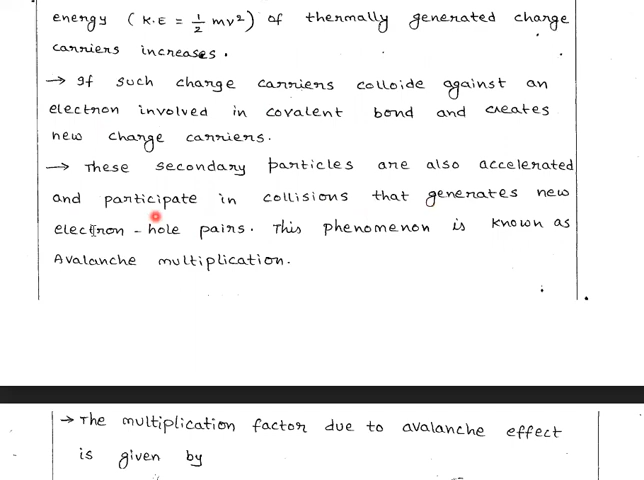 energy ( K.E = 1/2 mv² ) of thermally generated charge
carriers increases.
→ If such charge carriers colloide against an
electron involved in covalent bond and creates
new charge carriers.
→ These secondary particles are also accelerated
and participate in collisions that generates new
electron - hole pairs. This phenomenon is known as
Avalanche multiplication.
→ The multiplication factor due to avalanche effect
is given by